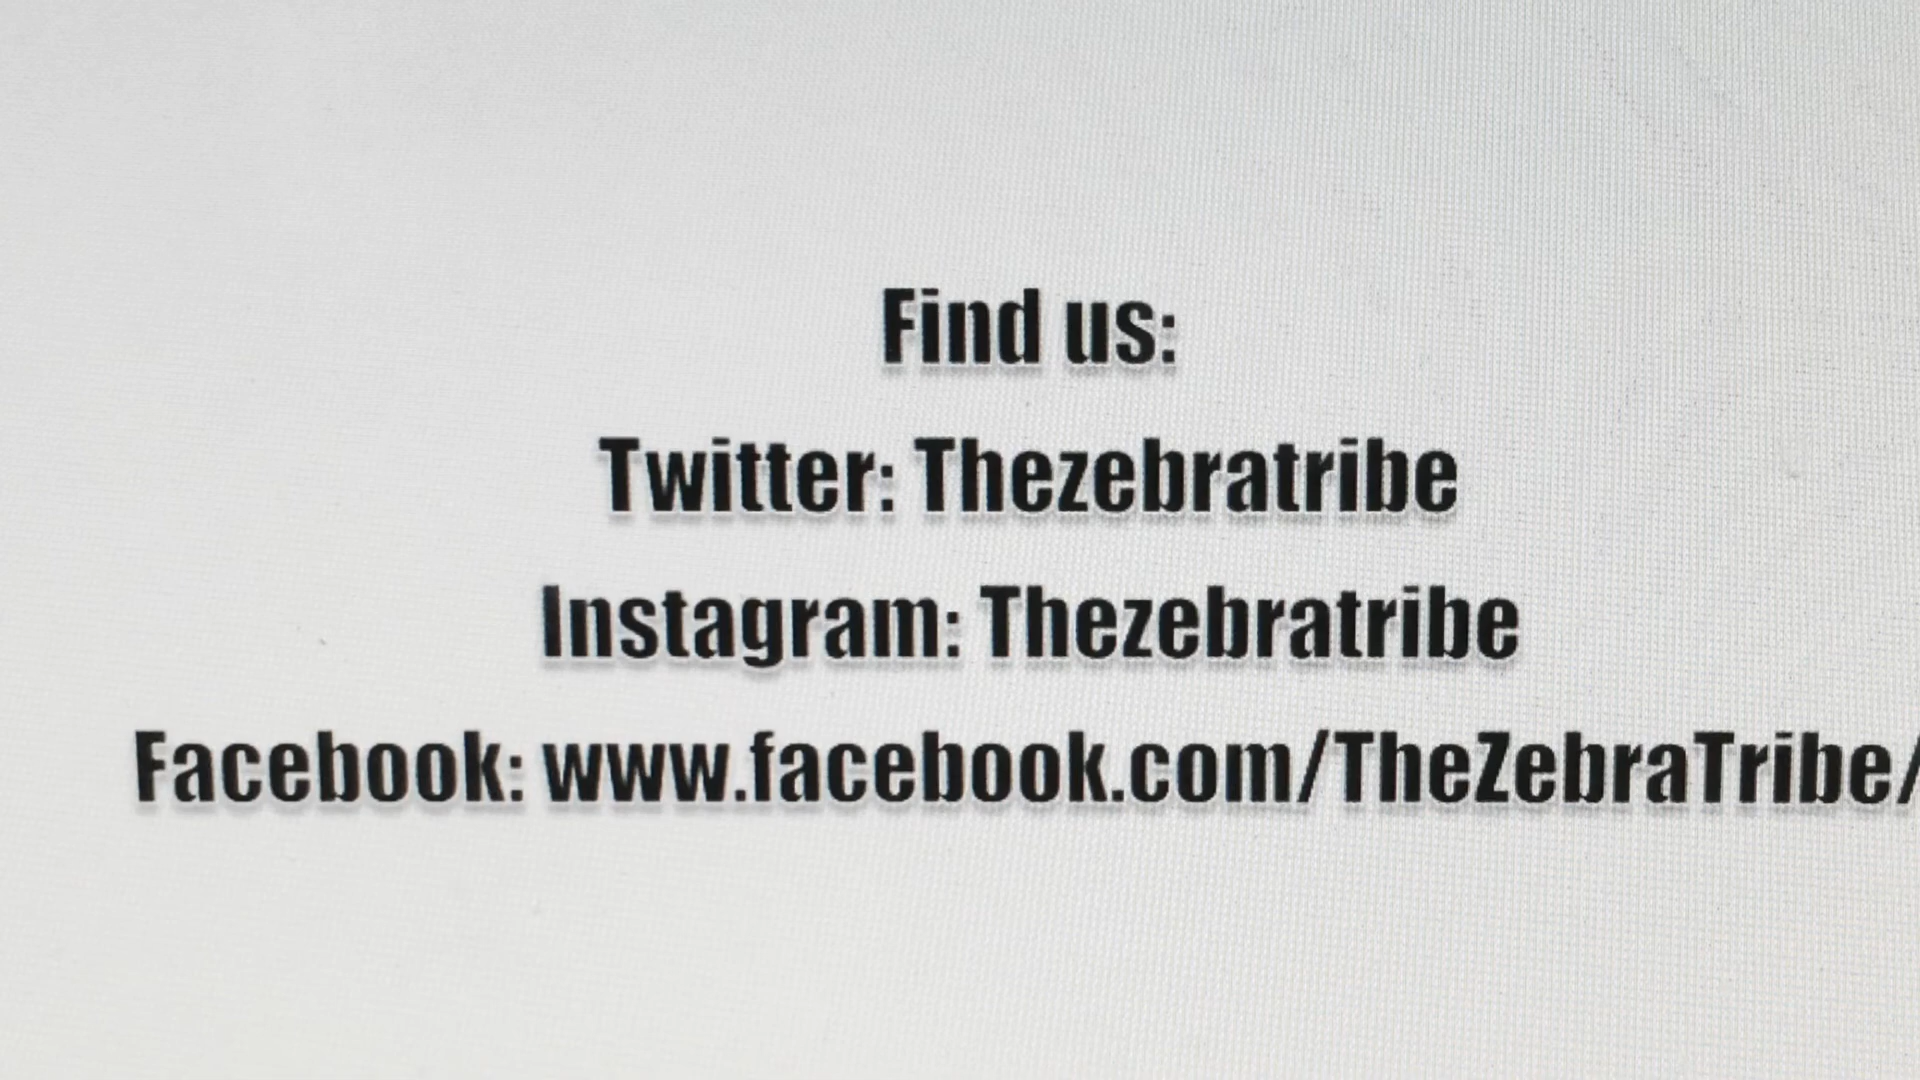 Find us:
Twitter: Thezebratribe
Instagram: Thezebratribe
Facebook: www.facebook.com/TheZebraTribe/